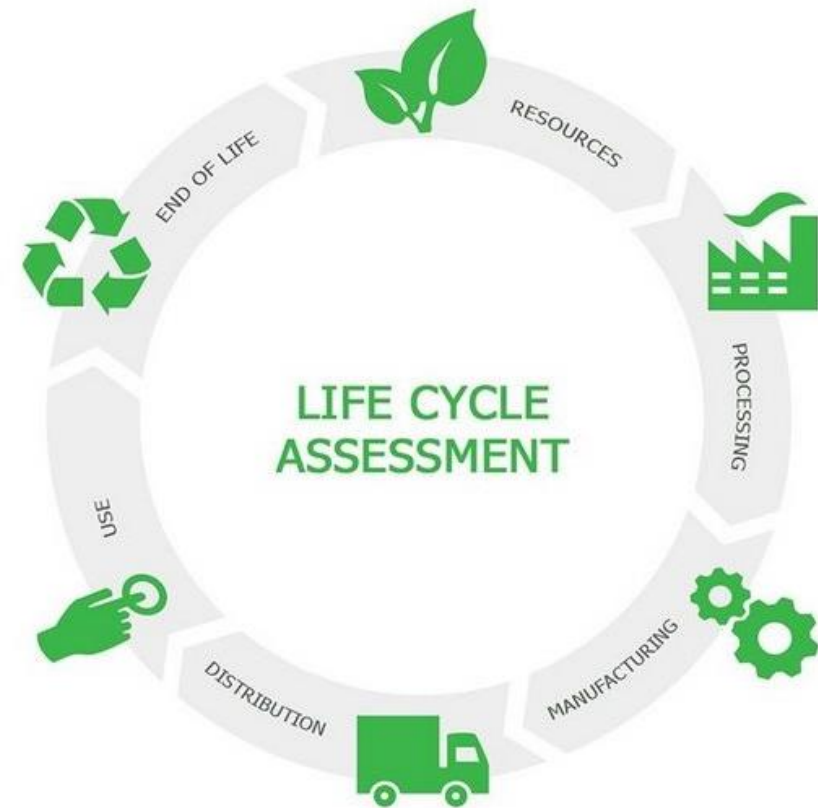 RESOURCES
PROCESSING
MANUFACTURING
DISTRIBUTION
USE
END OF LIFE
LIFE CYCLE
ASSESSMENT